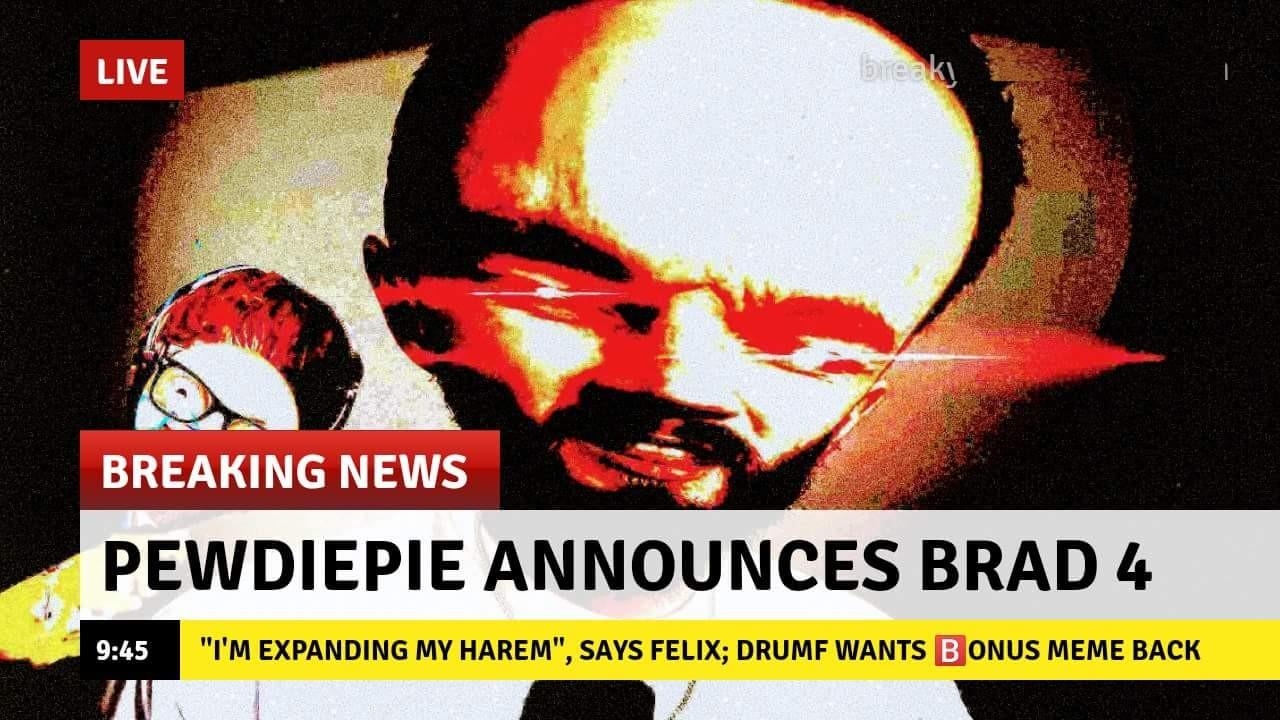 LIVE
breaky
BREAKING NEWS
PEWDIEPIE ANNOUNCES BRAD 4
9:45 "I'M EXPANDING MY HAREM", SAYS FELIX; DRUMF WANTS 🅱ONUS MEME BACK